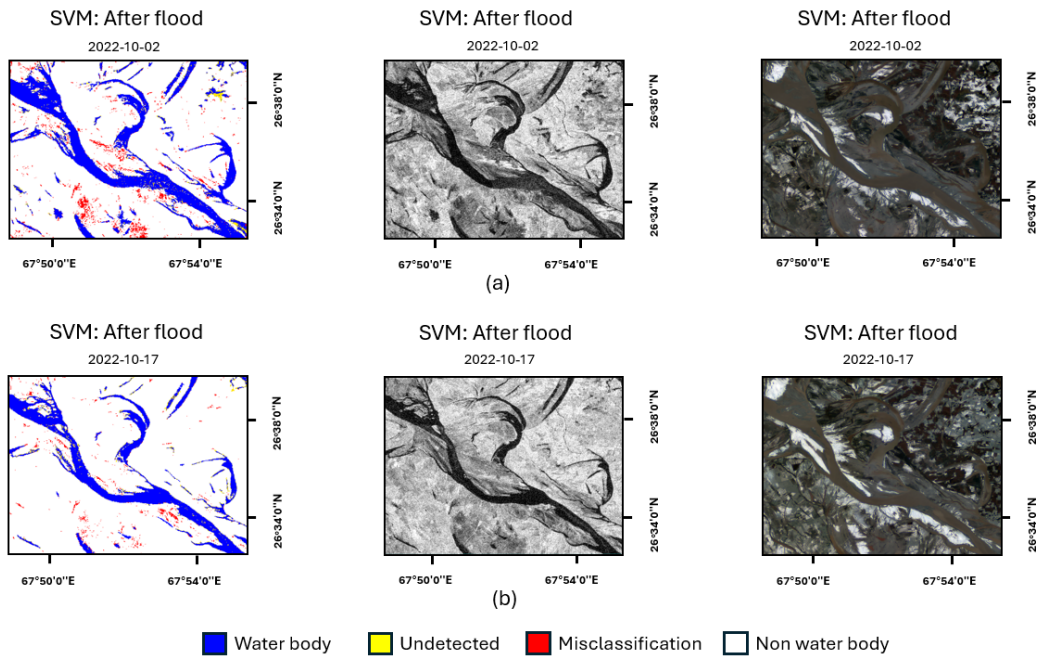 SVM: After flood
2022-10-02
26°38'0"N
26°34'0"N
67°50'0"E
67°54'0"E
SVM: After flood
2022-10-02
26°38'0"N
26°34'0"N
67°50'0"E
67°54'0"E
SVM: After flood
2022-10-02
26°38'0"N
26°34'0"N
67°50'0"E
67°54'0"E
(a)
SVM: After flood
2022-10-17
26°38'0"N
26°34'0"N
67°50'0"E
67°54'0"E
SVM: After flood
2022-10-17
26°38'0"N
26°34'0"N
67°50'0"E
67°54'0"E
SVM: After flood
2022-10-17
26°38'0"N
26°34'0"N
67°50'0"E
67°54'0"E
(b)
Water body
Undetected
Misclassification
Non water body